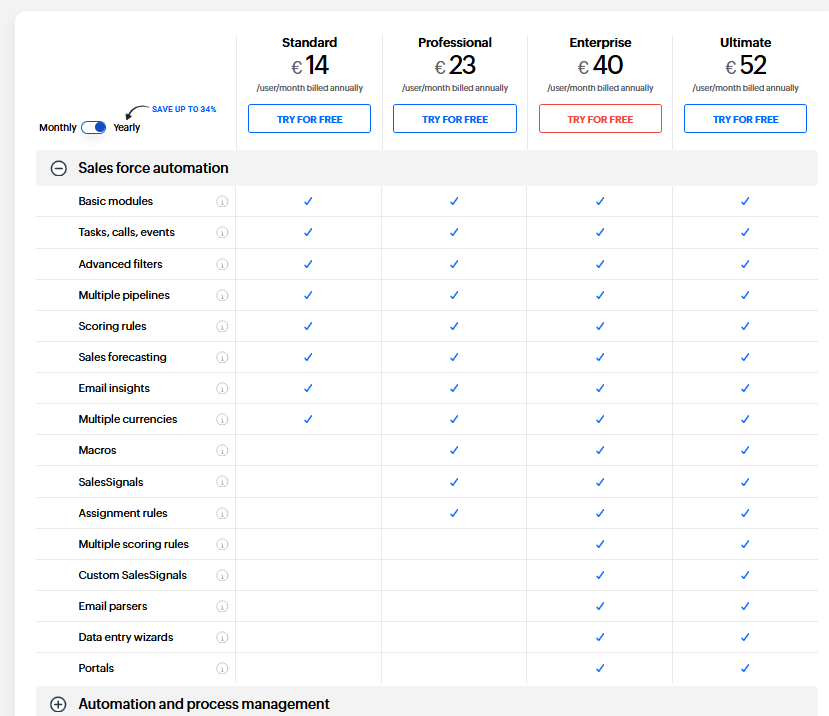 Standard Professional Enterprise Ultimate
€ 14 € 23 € 40 € 52
/user/month billed annually /user/month billed annually /user/month billed annually /user/month billed annually
SAVE UP TO 34%
Monthly Yearly
TRY FOR FREE TRY FOR FREE TRY FOR FREE TRY FOR FREE
Sales force automation
Basic modules
Tasks, calls, events
Advanced filters
Multiple pipelines
Scoring rules
Sales forecasting
Email insights
Multiple currencies
Macros
SalesSignals
Assignment rules
Multiple scoring rules
Custom SalesSignals
Email parsers
Data entry wizards
Portals
Automation and process management